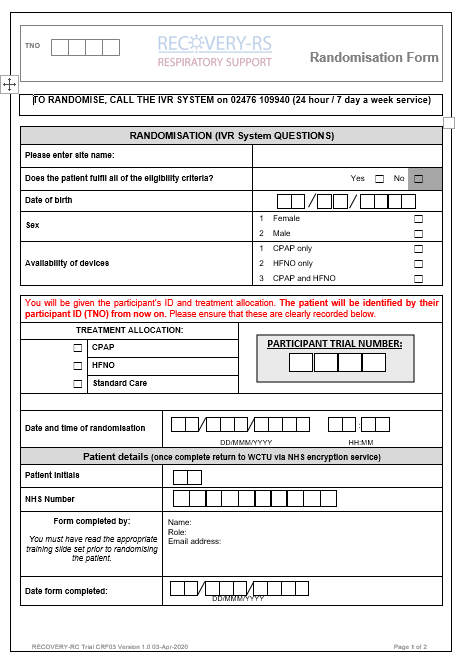 TNO
RECOVERY-RS
RESPIRATORY SUPPORT
Randomisation Form
TO RANDOMISE, CALL THE IVR SYSTEM on 02476 109940 (24 hour / 7 day a week service)
RANDOMISATION (IVR System QUESTIONS)
Please enter site name:
Does the patient fulfil all of the eligibility criteria?
Yes No
Date of birth
/ /
Sex
1 Female
2 Male
Availability of devices
1 CPAP only
2 HFNO only
3 CPAP and HFNO
You will be given the participant's ID and treatment allocation. The patient will be identified by their
participant ID (TNO) from now on. Please ensure that these are clearly recorded below.
TREATMENT ALLOCATION:
CPAP
HFNO
Standard Care
PARTICIPANT TRIAL NUMBER:
Date and time of randomisation
/ / :
DD/MMM/YYYY HH:MM
Patient details (once complete return to WCTU via NHS encryption service)
Patient Initials
NHS Number
Form completed by:
You must have read the appropriate
training slide set prior to randomising
the patient.
Name:
Role:
Email address:
Date form completed:
/ /
DD/MMM/YYYY
RECOVERY-RC Trial CRF03 Version 1.0 03-Apr-2020
Page 1 of 2